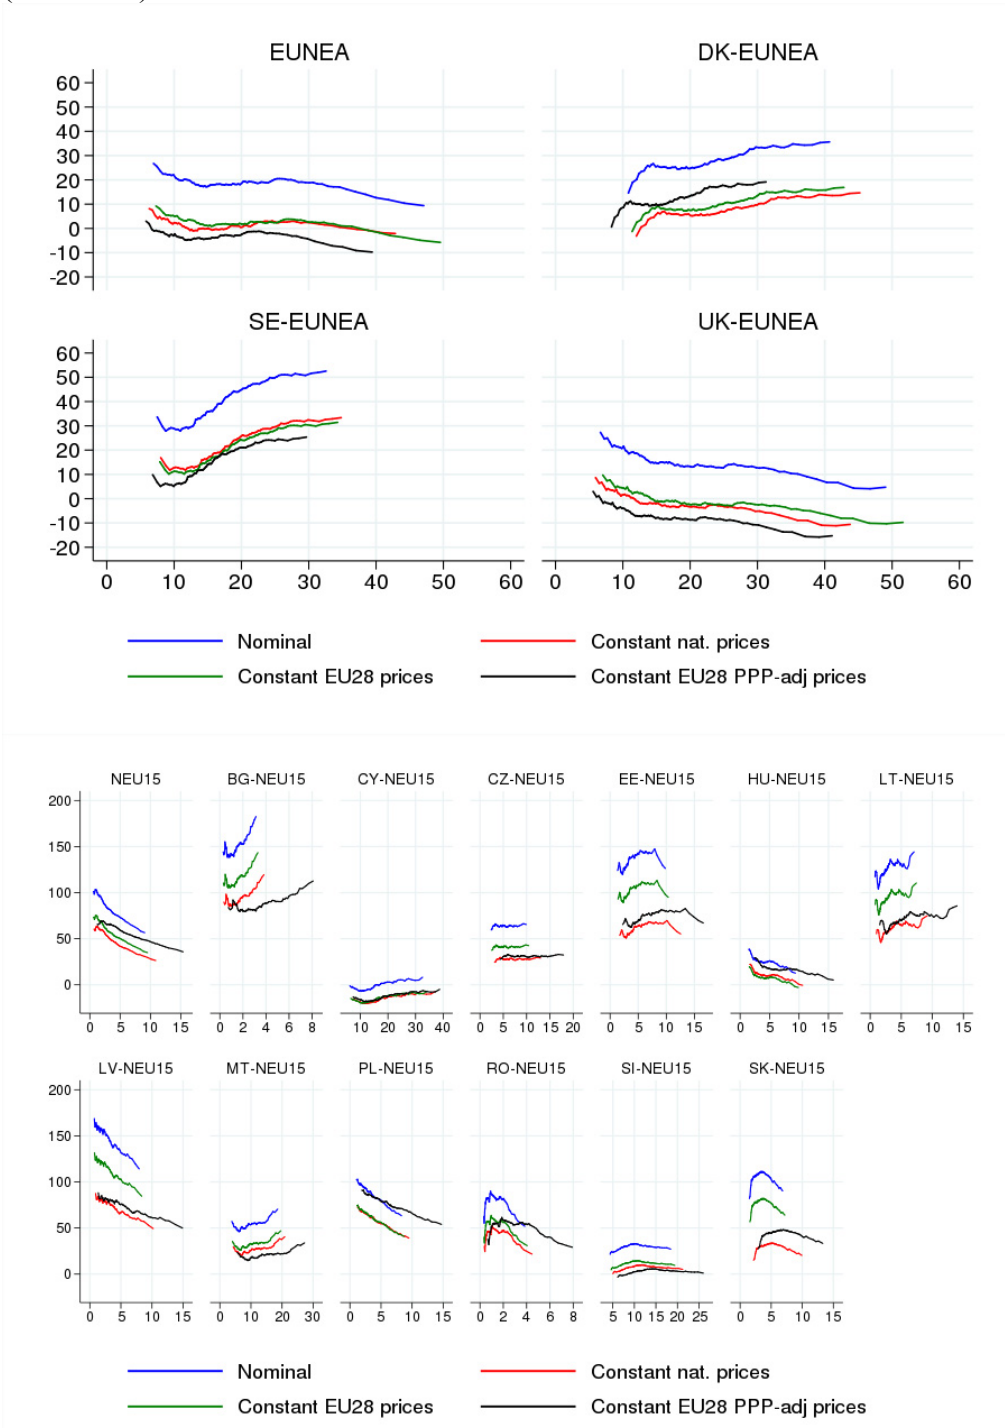 EUNEA DK-EUNEA
60
50
40
30
20
10
0
-10
-20
SE-EUNEA UK-EUNEA
60
50
40
30
20
10
0
-10
-20
0 10 20 30 40 50 60 0 10 20 30 40 50 60
Nominal Constant nat. prices
Constant EU28 prices Constant EU28 PPP-adj prices
NEU15 BG-NEU15 CY-NEU15 CZ-NEU15 EE-NEU15 HU-NEU15 LT-NEU15
200
150
100
50
0
0 5 10 15 0 2 4 6 8 10 20 30 40 0 5 10 15 20 0 5 10 15 0 5 10 15 0 5 10 15
LV-NEU15 MT-NEU15 PL-NEU15 RO-NEU15 SI-NEU15 SK-NEU15
200
150
100
50
0
0 5 10 15 0 10 20 30 0 5 10 15 0 2 4 6 8 5 10 15 20 25 0 5 10 15
Nominal Constant nat. prices
Constant EU28 prices Constant EU28 PPP-adj prices